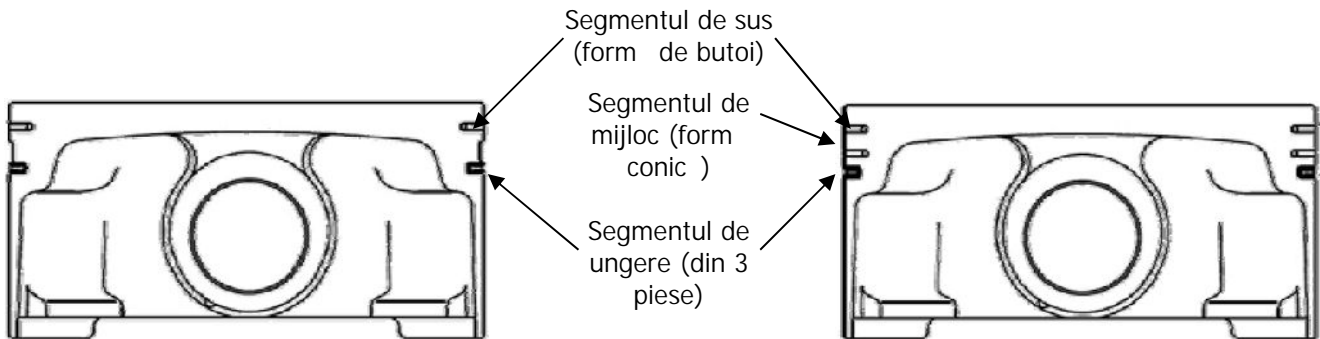 Segmentul de sus
(form de butoi)
Segmentul de
mijloc (form
conic )
Segmentul de
ungere (din 3
piese)